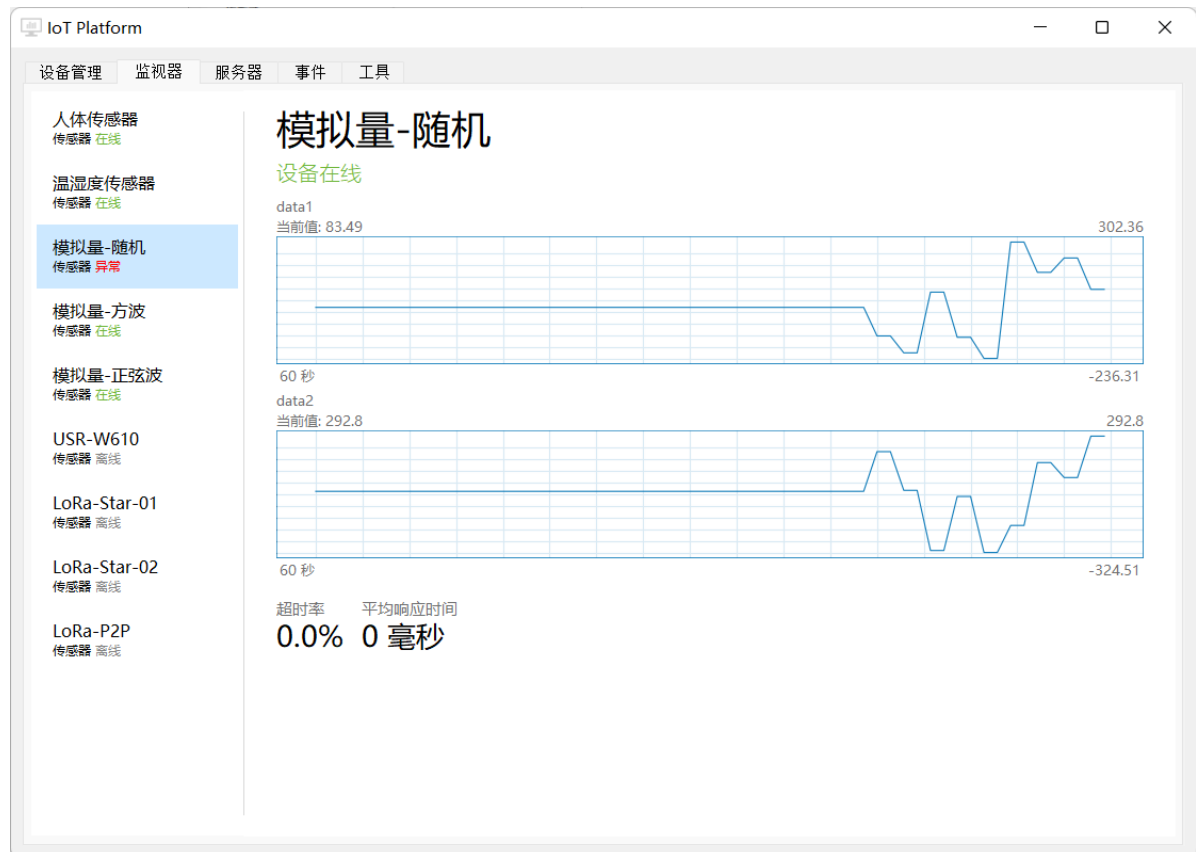 IoT Platform
设备管理 监视器 服务器 事件 工具
人体传感器
传感器 在线
温湿度传感器
传感器 在线
模拟量-随机
传感器 异常
模拟量-方波
传感器 在线
模拟量-正弦波
传感器 在线
USR-W610
传感器 离线
LoRa-Star-01
传感器 离线
LoRa-Star-02
传感器 离线
LoRa-P2P
传感器 离线
模拟量-随机
设备在线
data1
当前值: 83.49 302.36
60 秒 -236.31
data2
当前值: 292.8 292.8
60 秒 -324.51
超时率 平均响应时间
0.0% 0 毫秒